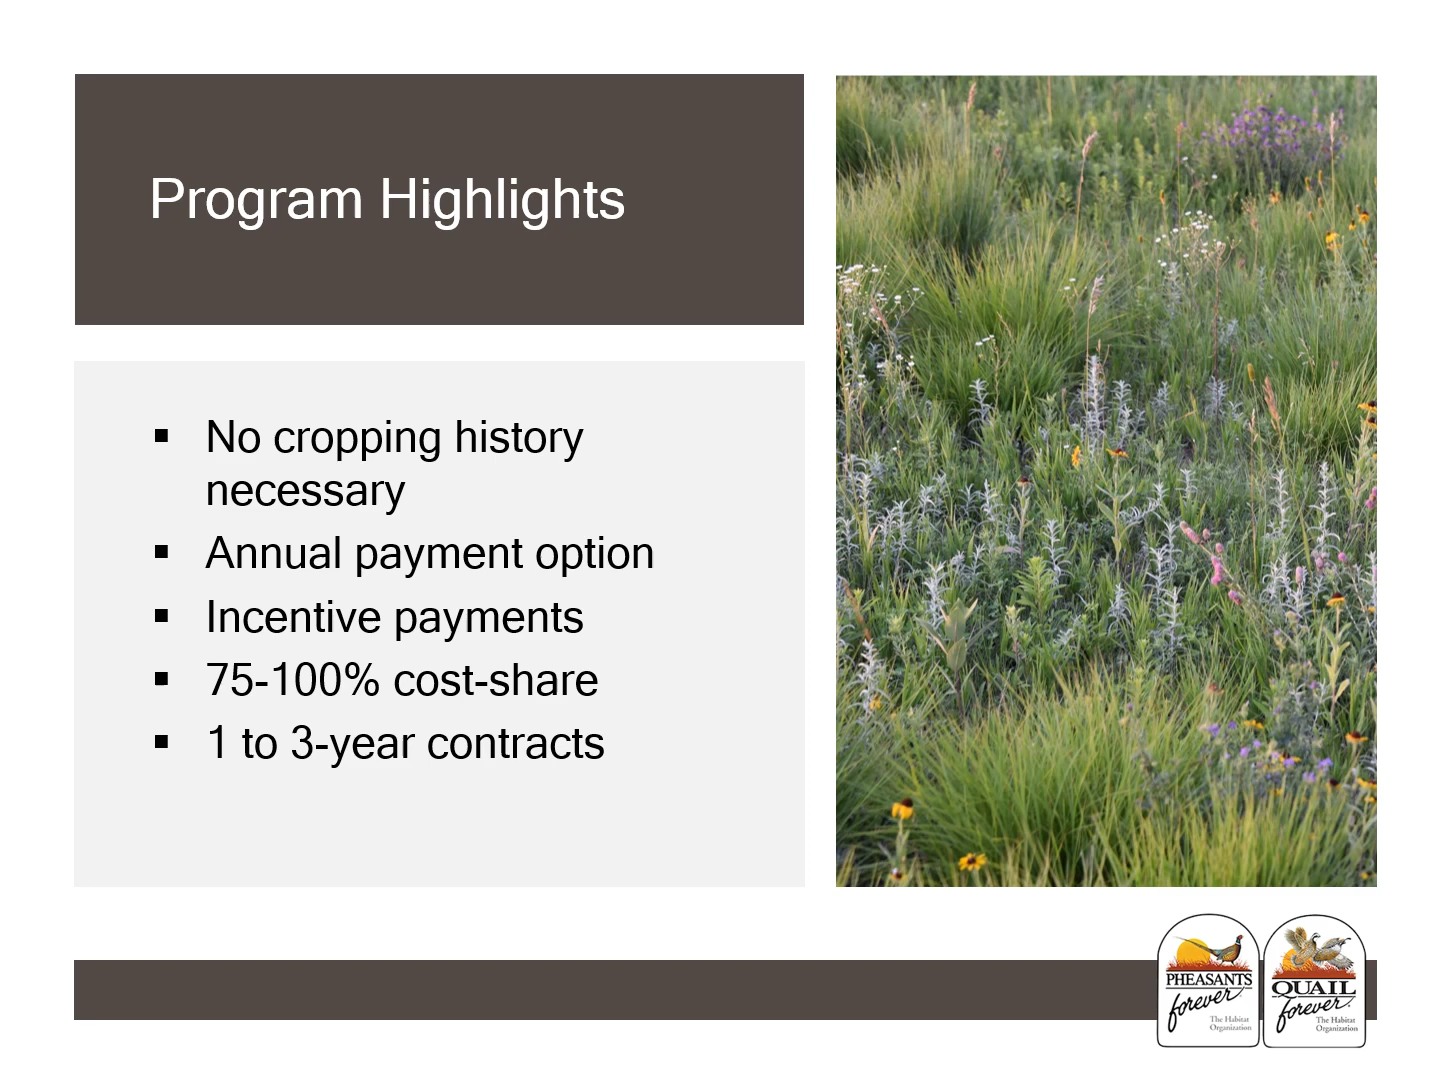 Program Highlights
▪ No cropping history
necessary
▪ Annual payment option
▪ Incentive payments
▪ 75-100% cost-share
▪ 1 to 3-year contracts
PHEASANTS
forever
The Habitat
Organization
QUAIL
forever
The Habitat
Organization